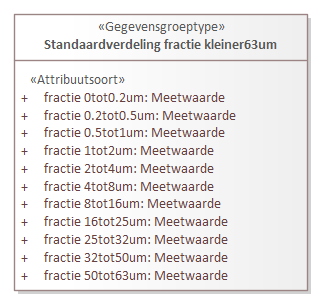 «Gegevensgroeptype»
Standaardverdeling fractie kleiner63um
«Attribuutsoort»
+ fractie 0tot0.2um: Meetwaarde
+ fractie 0.2tot0.5um: Meetwaarde
+ fractie 0.5tot1um: Meetwaarde
+ fractie 1tot2um: Meetwaarde
+ fractie 2tot4um: Meetwaarde
+ fractie 4tot8um: Meetwaarde
+ fractie 8tot16um: Meetwaarde
+ fractie 16tot25um: Meetwaarde
+ fractie 25tot32um: Meetwaarde
+ fractie 32tot50um: Meetwaarde
+ fractie 50tot63um: Meetwaarde